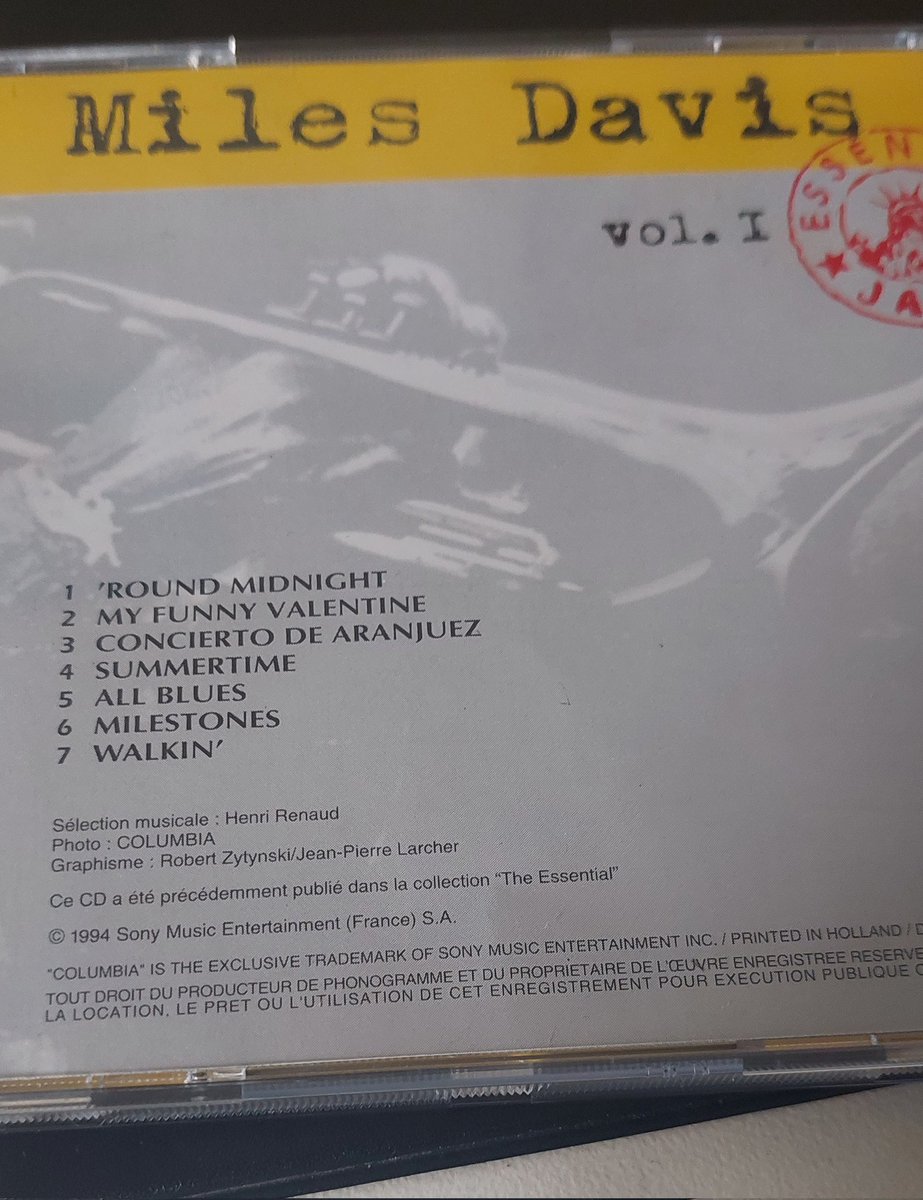 Miles Davis
vol. I
ESSEN
JA
1 'ROUND MIDNIGHT
2 MY FUNNY VALENTINE
3 CONCIERTO DE ARANJUEZ
4 SUMMERTIME
5 ALL BLUES
6 MILESTONES
7 WALKIN'
Sélection musicale : Henri Renaud
Photo : COLUMBIA
Graphisme : Robert Zytynski/Jean-Pierre Larcher
Ce CD a été précédemment publié dans la collection "The Essential"
© 1994 Sony Music Entertainment (France) S.A.
"COLUMBIA" IS THE EXCLUSIVE TRADEMARK OF SONY MUSIC ENTERTAINMENT INC. / PRINTED IN HOLLAND / D
TOUT DROIT DU PRODUCTEUR DE PHONOGRAMME ET DU PROPRIETAIRE DE L'ŒUVRE ENREGISTREE RESERVE
LA LOCATION, LE PRET OU L'UTILISATION DE CET ENREGISTREMENT POUR EXECUTION PUBLIQUE